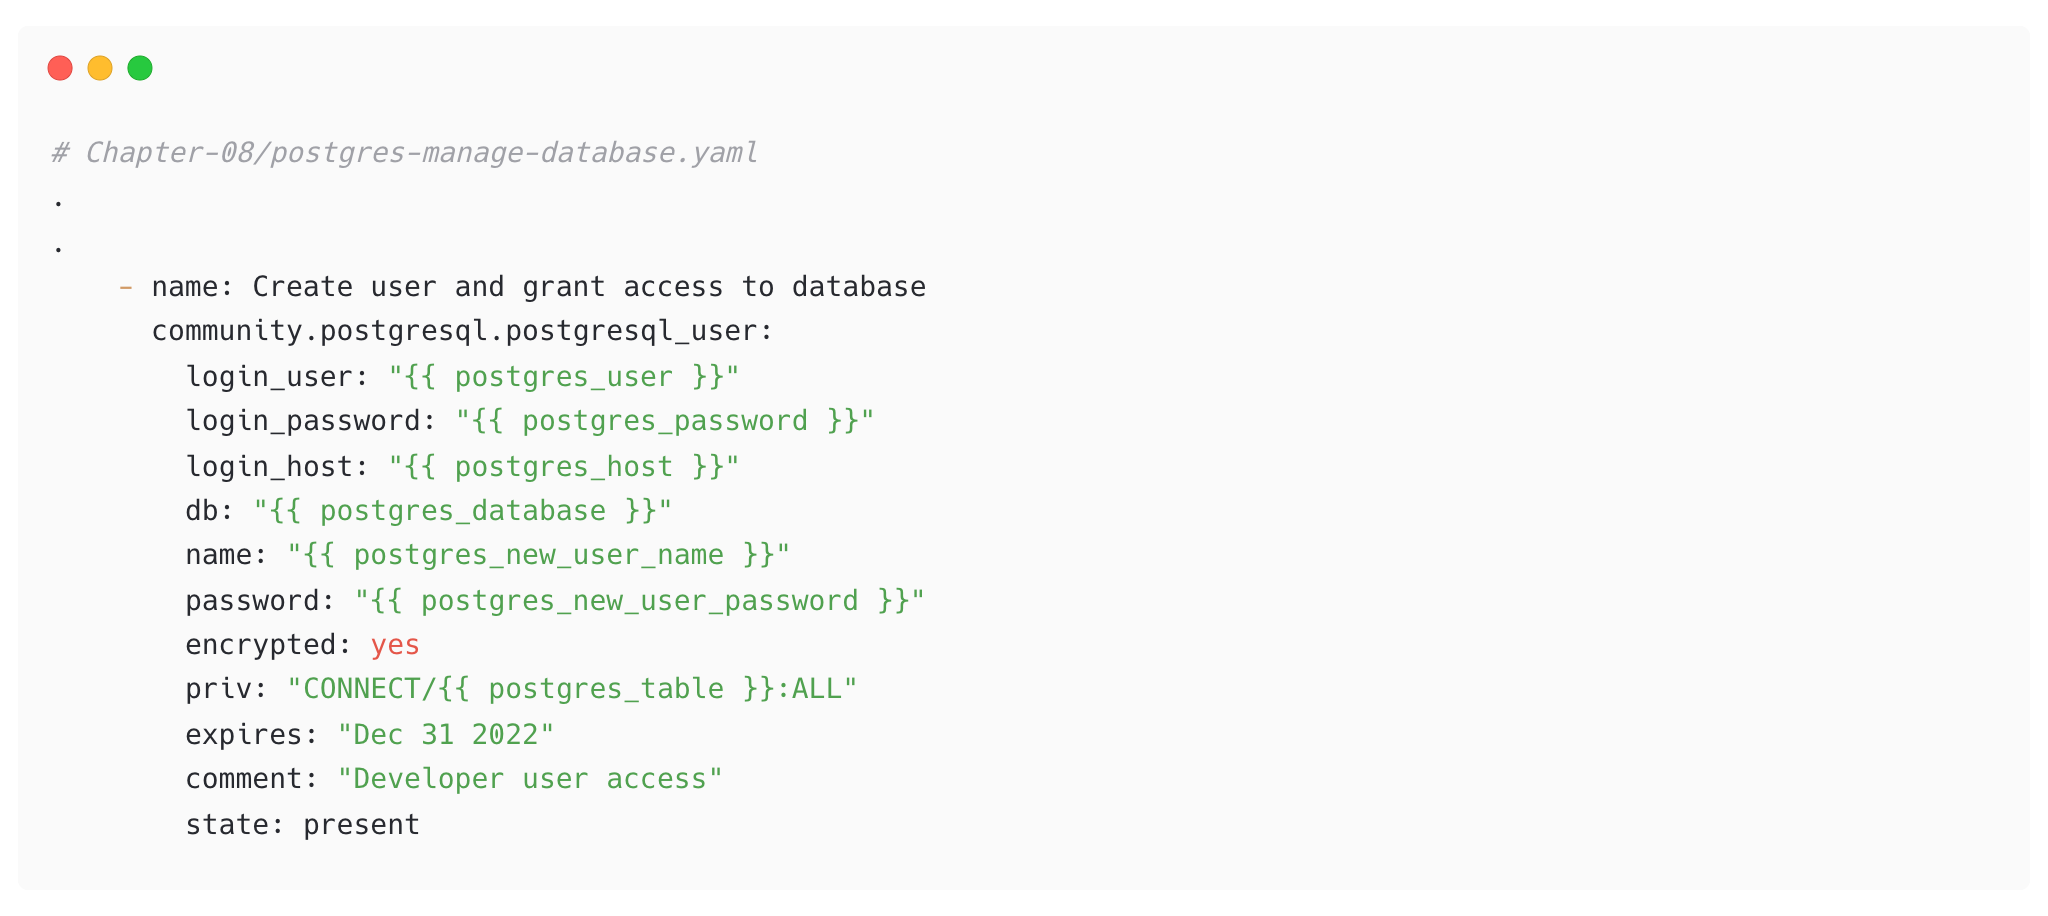 # Chapter-08/postgres-manage-database.yaml
.
.
    - name: Create user and grant access to database
      community.postgresql.postgresql_user:
        login_user: "{{ postgres_user }}"
        login_password: "{{ postgres_password }}"
        login_host: "{{ postgres_host }}"
        db: "{{ postgres_database }}"
        name: "{{ postgres_new_user_name }}"
        password: "{{ postgres_new_user_password }}"
        encrypted: yes
        priv: "CONNECT/{{ postgres_table }}:ALL"
        expires: "Dec 31 2022"
        comment: "Developer user access"
        state: present